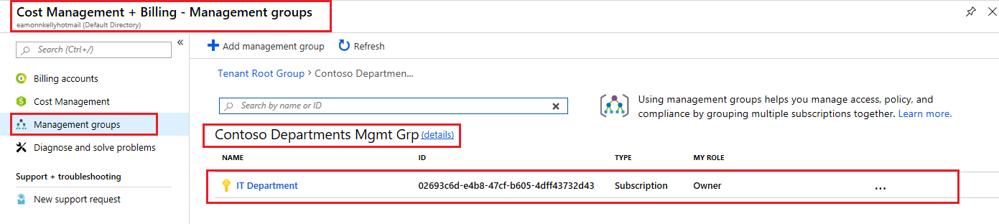 Cost Management + Billing - Management groups
eamonnkellyhotmail (Default Directory)
Search (Ctrl+/)
«
Billing accounts
Cost Management
Management groups
Diagnose and solve problems
Support + troubleshooting
New support request
Add management group Refresh
Tenant Root Group > Contoso Departmen...
Search by name or ID
Using management groups helps you manage access, policy, and
compliance by grouping multiple subscriptions together. Learn more.
Contoso Departments Mgmt Grp (details)
NAME ID TYPE MY ROLE
IT Department 02693c6d-e4b8-47cf-b605-4dff43732d43 Subscription Owner ...